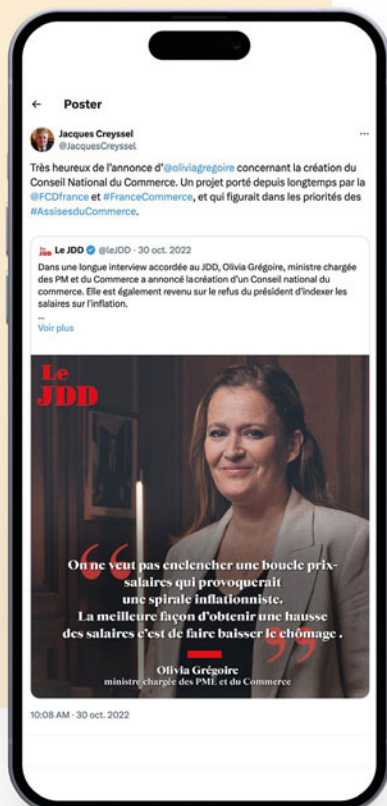 ← Poster
Jacques Creyssel
@JacquesCreyssel
...
Très heureux de l'annonce d'@oliviagregoire concernant la création du
Conseil National du Commerce. Un projet porté depuis longtemps par la
@FCDfrance et #FranceCommerce, et qui figurait dans les priorités des
#AssisesduCommerce.
Le JDD @leJDD · 30 oct. 2022
Dans une longue interview accordée au JDD, Olivia Grégoire, ministre chargée
des PM et du Commerce a annoncé lacréation d'un Conseil national du
commerce. Elle est également revenu sur le refus du président d'indexer les
salaires sur l'inflation.
...
Voir plus
Le
JDD
“ On ne veut pas enclencher une boucle prix-
salaires qui provoquerait
une spirale inflationniste.
La meilleure façon d'obtenir une hausse
des salaires c'est de faire baisser le chômage . ”
Olivia Grégoire
ministre chargée des PME et du Commerce
10:08 AM · 30 oct. 2022